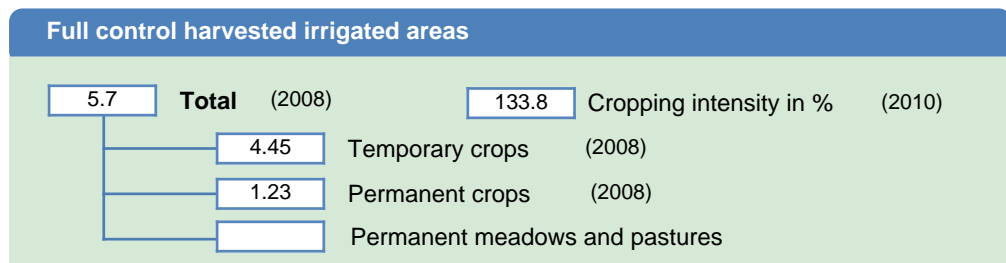 Full control harvested irrigated areas
5.7 Total (2008) 133.8 Cropping intensity in % (2010)
4.45 Temporary crops (2008)
1.23 Permanent crops (2008)
Permanent meadows and pastures